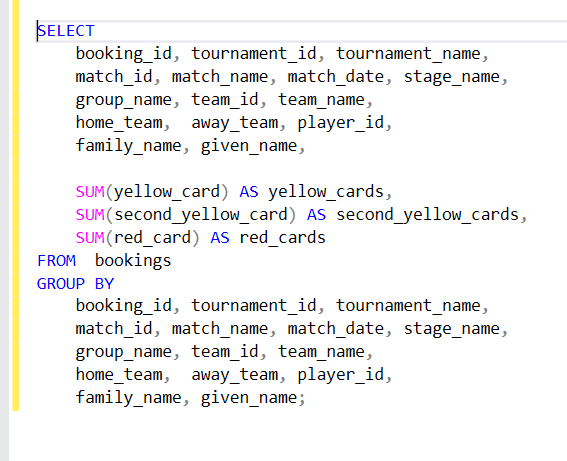 SELECT
booking_id, tournament_id, tournament_name,
match_id, match_name, match_date, stage_name,
group_name, team_id, team_name,
home_team,  away_team, player_id,
family_name, given_name,
SUM(yellow_card) AS yellow_cards,
SUM(second_yellow_card) AS second_yellow_cards,
SUM(red_card) AS red_cards
FROM  bookings
GROUP BY
booking_id, tournament_id, tournament_name,
match_id, match_name, match_date, stage_name,
group_name, team_id, team_name,
home_team,  away_team, player_id,
family_name, given_name;